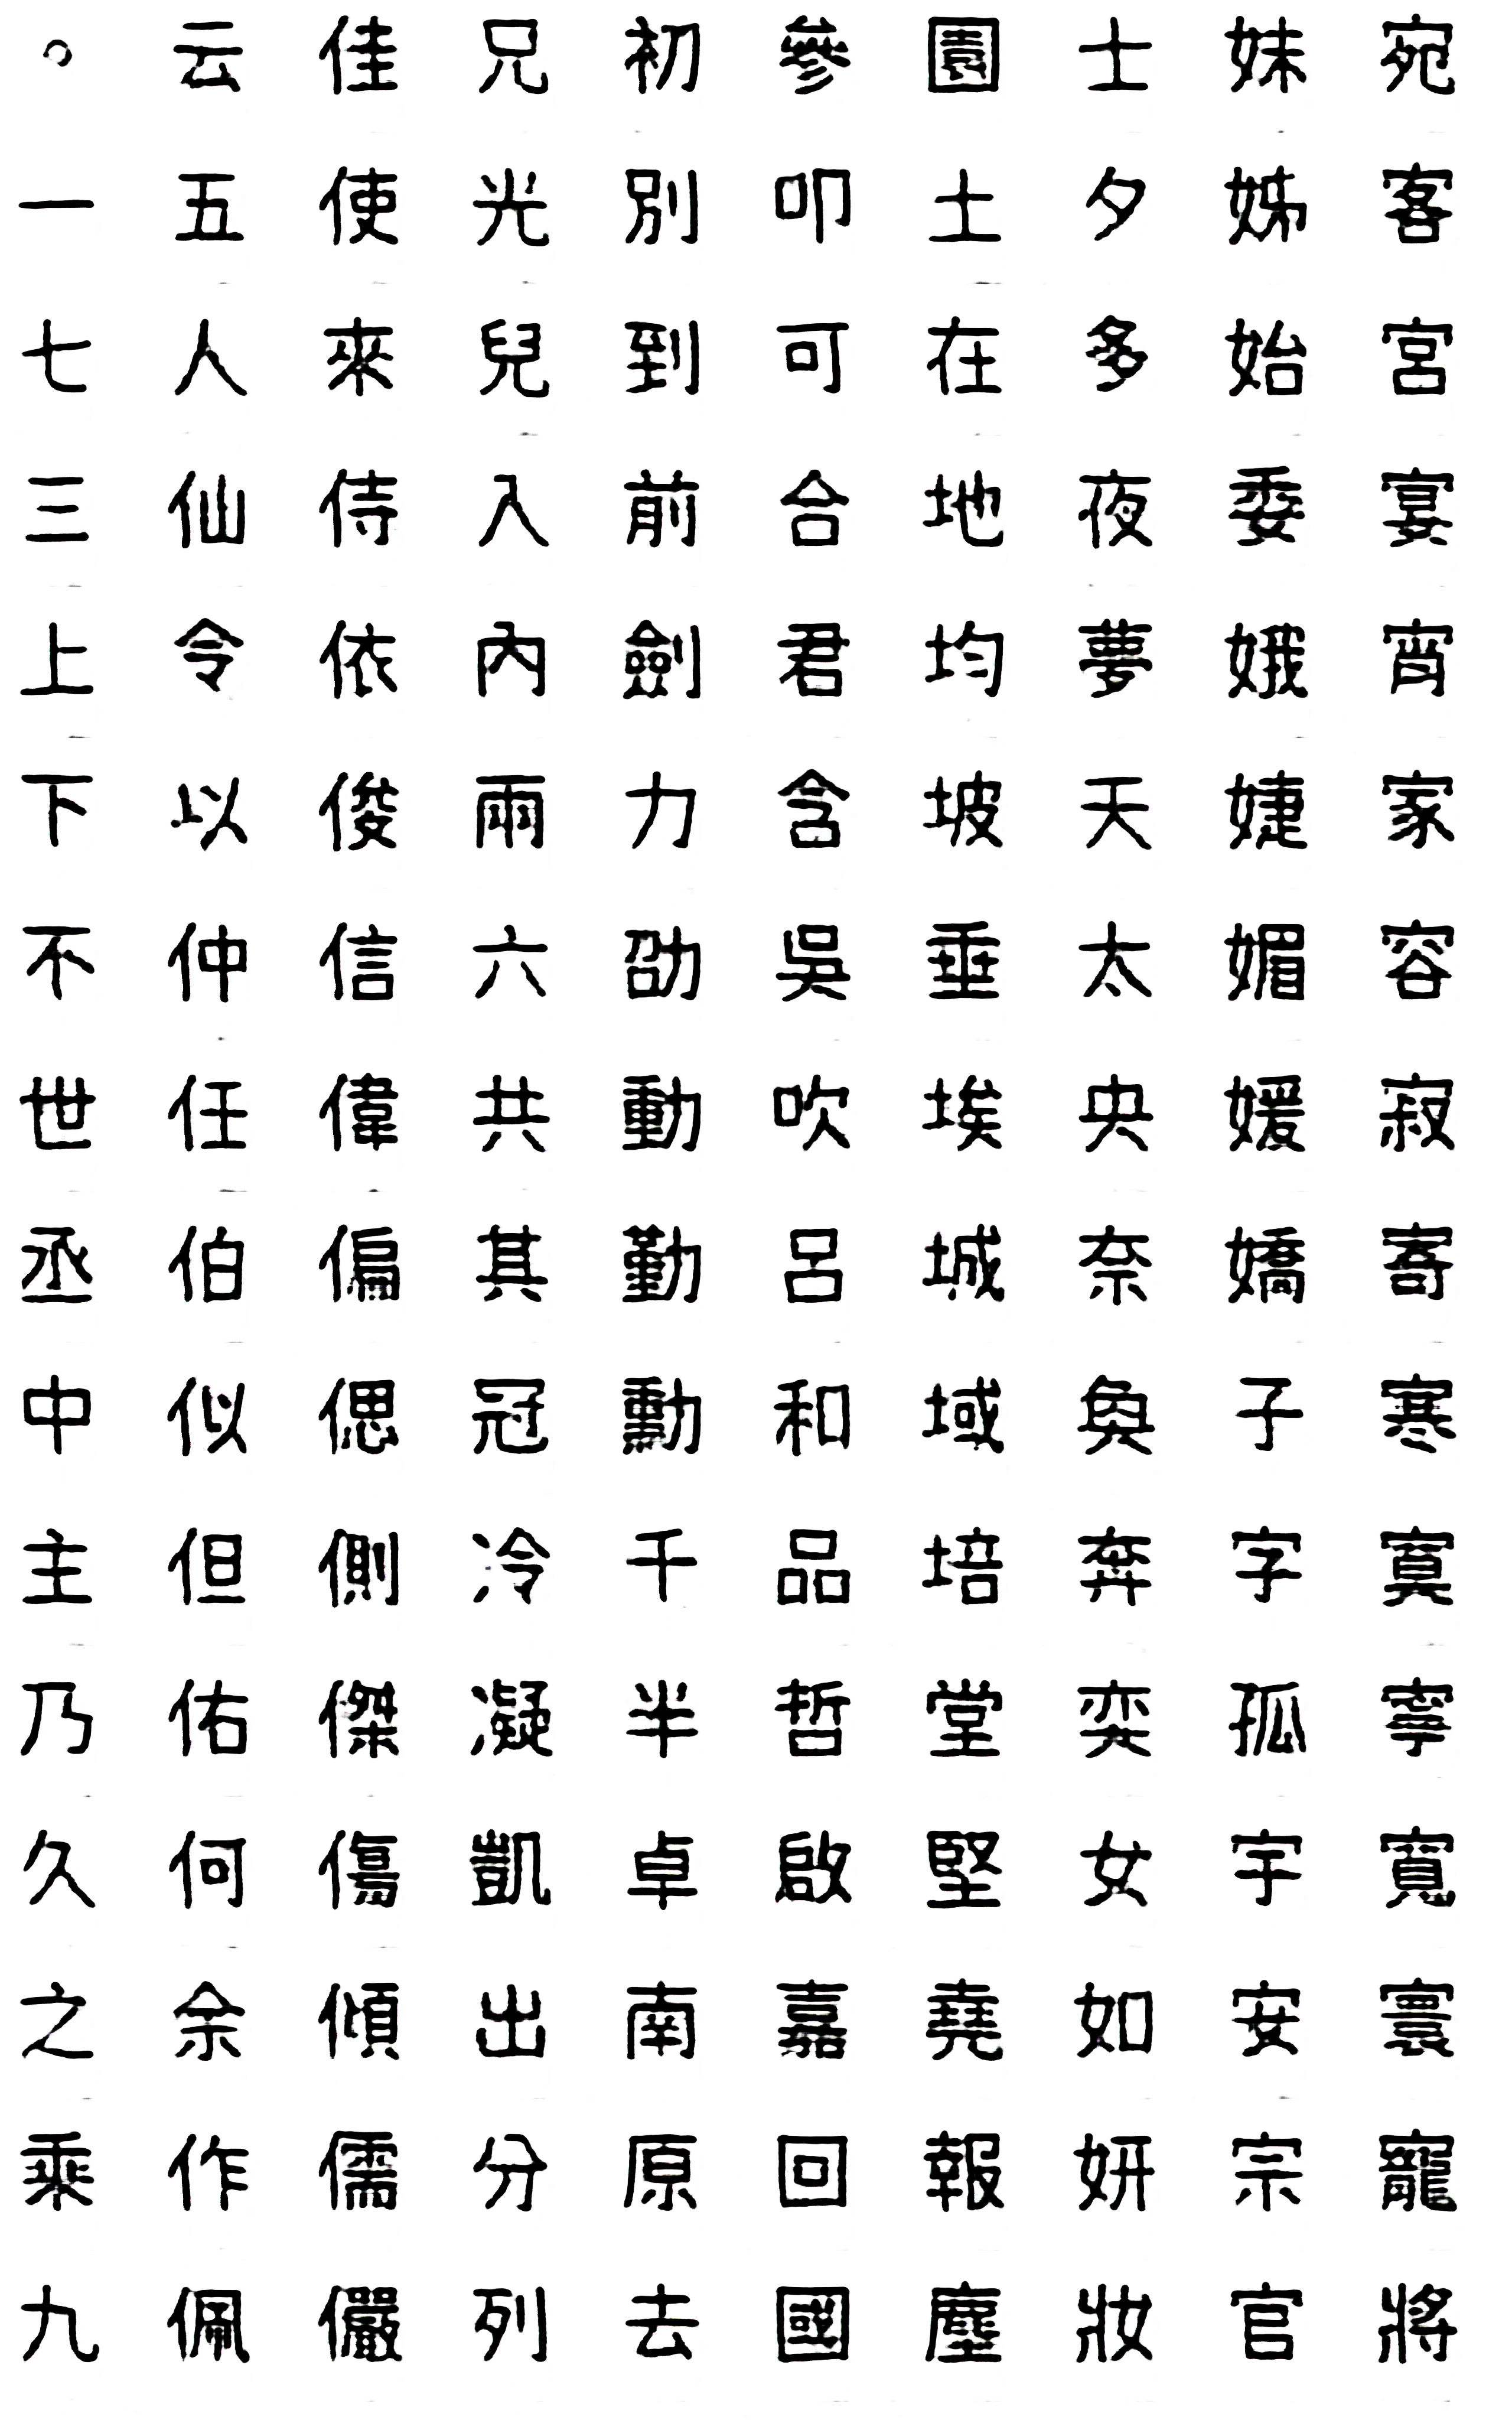 。一七三上下不世丞中主乃久之乘九
云五人仙令以仲任伯似但佑何余作佩
佳使來侍依俊信偉偏偲側傑傷傾儒儼
兄光兒入內兩六共其冠冷凝凱出分列
初別到前劍力劭動勤勳千半卓南原去
參叩可合君含吳吹呂和品哲啟嘉回國
園土在地均坡垂埃城域培堂堅堯報塵
士夕多夜夢天太央奈奐奔奕女如妍妝
妹姊始委娥婕媚媛嬌子字孤宇安宗官
宛客宮宴宵家容寂寄寒寞寧寬寰寵將